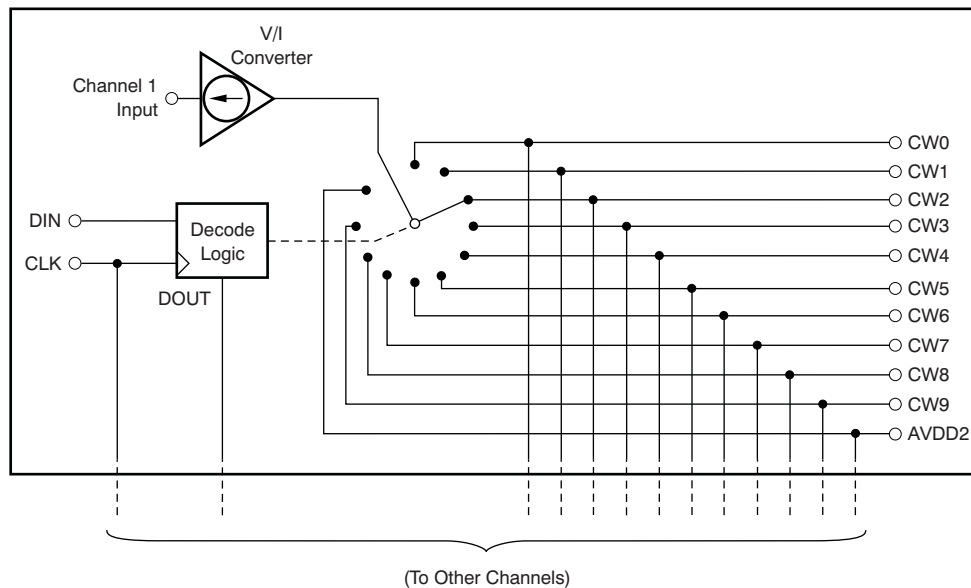 V/I
Converter
Channel 1
Input
CW0
CW1
CW2
DIN
Decode
Logic
CW3
CLK
CW4
DOUT
CW5
CW6
CW7
CW8
CW9
AVDD2
(To Other Channels)